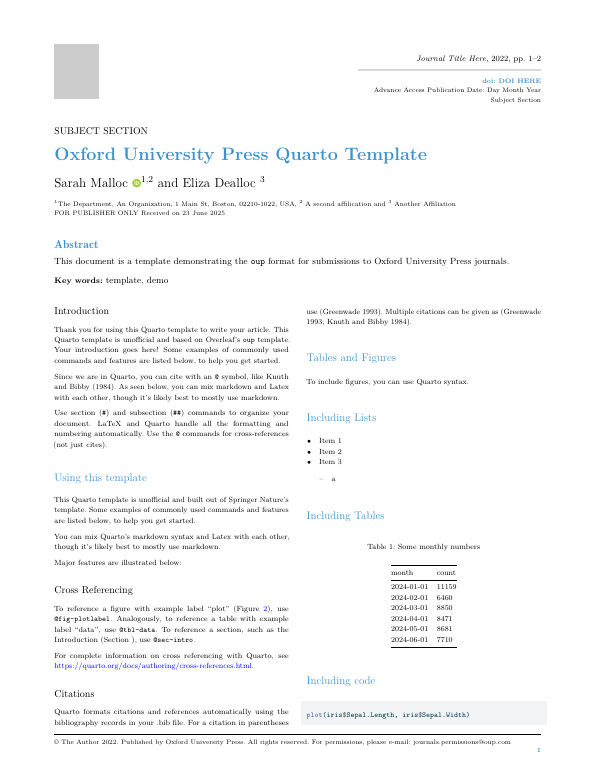 Journal Title Here, 2022, pp. 1–2
doi: DOI HERE
Advance Access Publication Date: Day Month Year
Subject Section
SUBJECT SECTION
Oxford University Press Quarto Template
Sarah Malloc 1,2 and Eliza Dealloc 3
1The Department, An Organization, 1 Main St, Boston, 02210-1022, USA, 2 A second affilication and 3 Another Affiliation
FOR PUBLISHER ONLY Received on 23 June 2025
Abstract
This document is a template demonstrating the oup format for submissions to Oxford University Press journals.
Key words: template, demo
Introduction
Thank you for using this Quarto template to write your article. This
Quarto template is unofficial and based on Overleaf's oup template.
Your introduction goes here! Some examples of commonly used
commands and features are listed below, to help you get started.
Since we are in Quarto, you can cite with an @ symbol, like Knuth
and Bibby (1984). As seen below, you can mix markdown and Latex
with each other, though it's likely best to mostly use markdown.
Use section (#) and subsection (##) commands to organize your
document. LaTeX and Quarto handle all the formatting and
numbering automatically. Use the @ commands for cross-references
(not just cites).
Using this template
This Quarto template is unofficial and built out of Springer Nature's
template. Some examples of commonly used commands and features
are listed below, to help you get started.
You can mix Quarto's markdown syntax and Latex with each other,
though it's likely best to mostly use markdown.
Major features are illustrated below:
Cross Referencing
To reference a figure with example label "plot" (Figure 2), use
@fig-plotlabel. Analogously, to reference a table with example
label "data", use @tbl-data. To reference a section, such as the
Introduction (Section ), use @sec-intro.
For complete information on cross referencing with Quarto, see
https://quarto.org/docs/authoring/cross-references.html.
Citations
Quarto formats citations and references automatically using the
bibliography records in your .bib file. For a citation in parentheses
use (Greenwade 1993). Multiple citations can be given as (Greenwade
1993; Knuth and Bibby 1984).
Tables and Figures
To include figures, you can use Quarto syntax.
Including Lists
• Item 1
• Item 2
• Item 3
– a
Including Tables
Table 1: Some monthly numbers
month count
2024-01-01 11159
2024-02-01 6460
2024-03-01 8850
2024-04-01 8471
2024-05-01 8681
2024-06-01 7710
Including code
plot(iris$Sepal.Length, iris$Sepal.Width)
© The Author 2022. Published by Oxford University Press. All rights reserved. For permissions, please e-mail: journals.permissions@oup.com
1